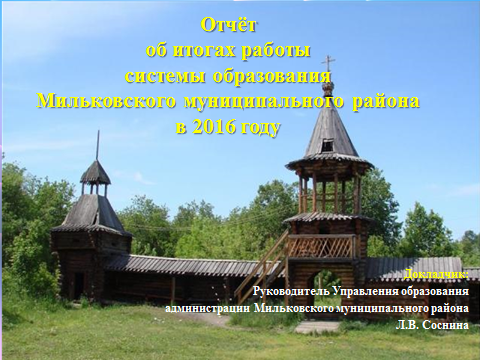 Отчёт
об итогах работы
системы образования
Мильковского муниципального района
в 2016 году
Докладчик:
Руководитель Управления образования
администрации Мильковского муниципального района
Л.В. Соснина